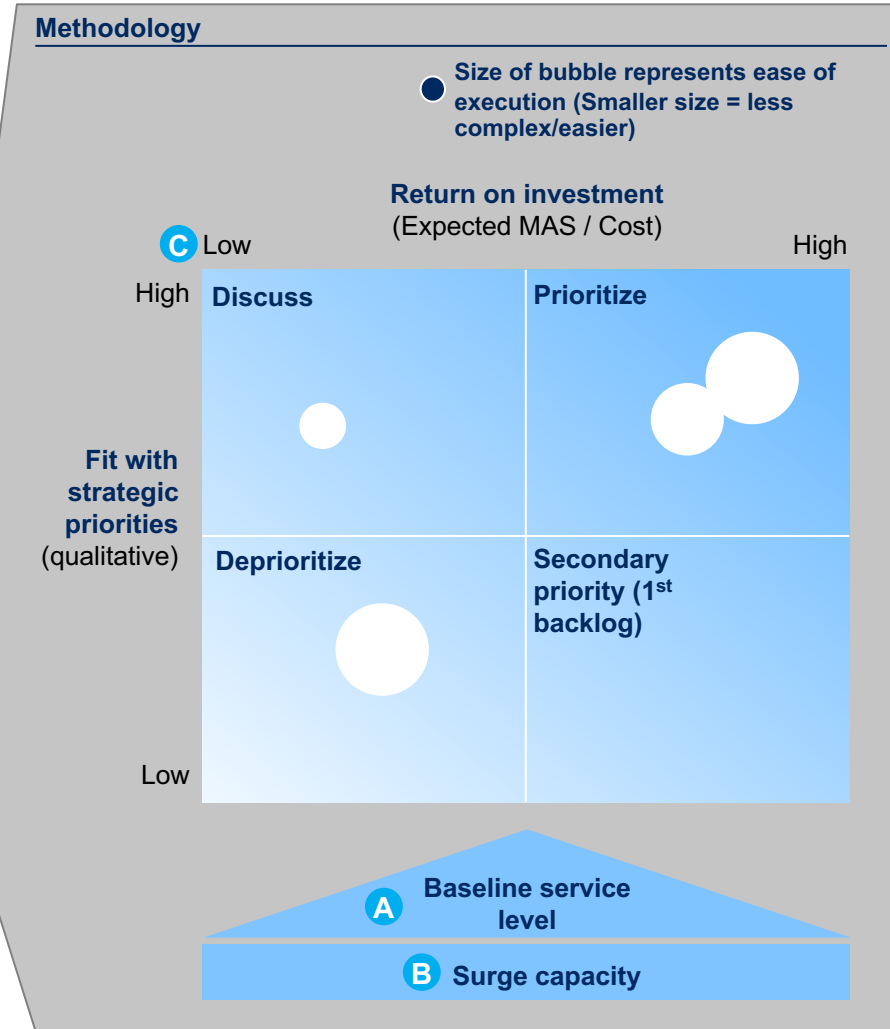 Methodology
Size of bubble represents ease of
execution (Smaller size = less
complex/easier)
Return on investment
(Expected MAS / Cost)
C Low
High
High
Discuss
Prioritize
Fit with
strategic
priorities
(qualitative)
Deprioritize
Secondary
priority (1st
backlog)
Low
A Baseline service
level
B Surge capacity